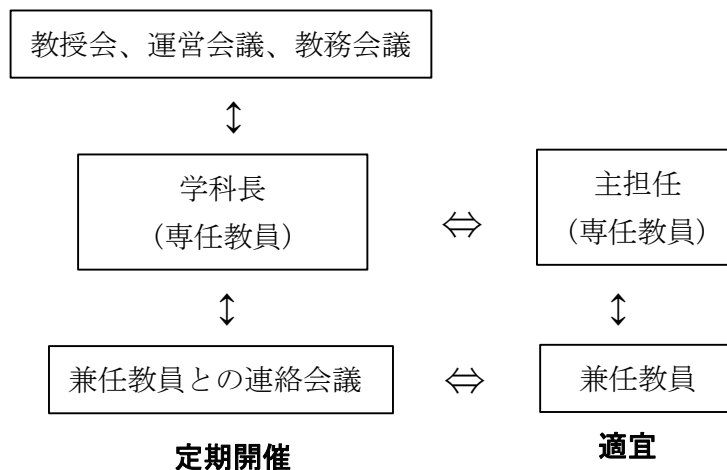 教授会、運営会議、教務会議
↕
学科長
（専任教員）
⇔
主担任
（専任教員）
↕
↕
兼任教員との連絡会議
⇔
兼任教員
定期開催
適宜